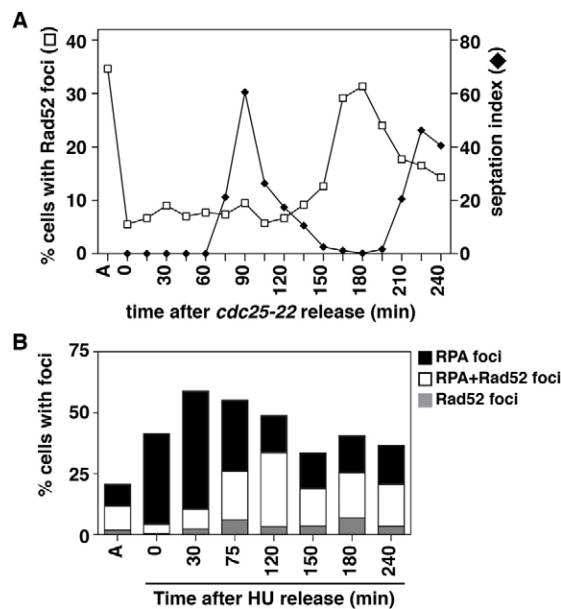 A
% cells with Rad52 foci (□)
40
30
20
10
0
80
60
40
20
0
septation index (◆)
A 0 30 60 90 120 150 180 210 240
time after cdc25-22 release (min)
B
% cells with foci
75
50
25
0
RPA foci
RPA+Rad52 foci
Rad52 foci
A 0 30 75 120 150 180 240
Time after HU release (min)